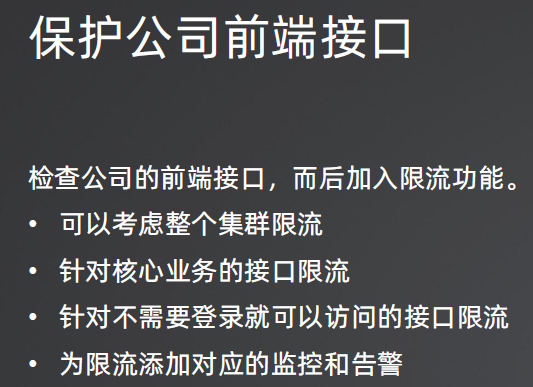 保护公司前端接口
检查公司的前端接口，而后加入限流功能。
• 可以考虑整个集群限流
• 针对核心业务的接口限流
• 针对不需要登录就可以访问的接口限流
• 为限流添加对应的监控和告警